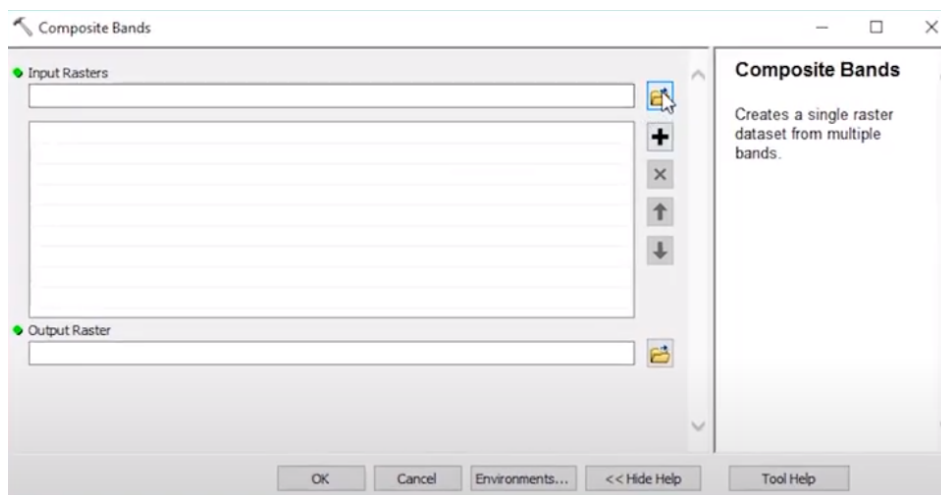 Composite Bands
Input Rasters
Output Raster
OK
Cancel
Environments...
<< Hide Help
Composite Bands
Creates a single raster
dataset from multiple
bands.
Tool Help